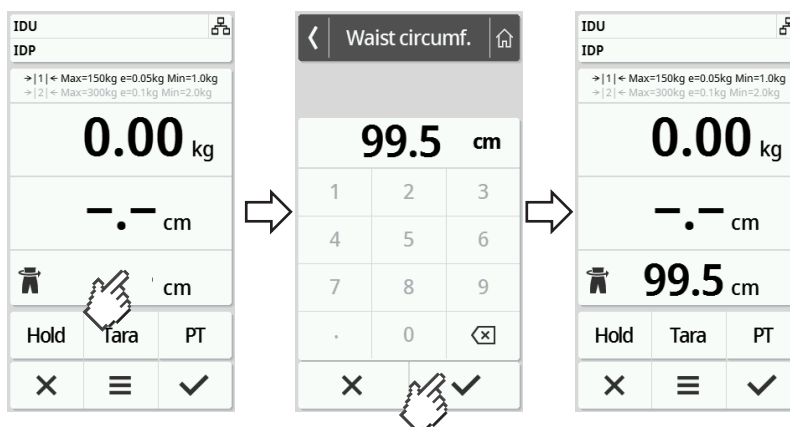 IDU
IDP
→|1|← Max=150kg e=0.05kg Min=1.0kg
→|2|← Max=300kg e=0.1kg Min=2.0kg
0.00 kg
–.– cm
cm
Hold Tara PT
Waist circumf.
99.5 cm
1 2 3
4 5 6
7 8 9
. 0
IDU
IDP
→|1|← Max=150kg e=0.05kg Min=1.0kg
→|2|← Max=300kg e=0.1kg Min=2.0kg
0.00 kg
–.– cm
99.5 cm
Hold Tara PT